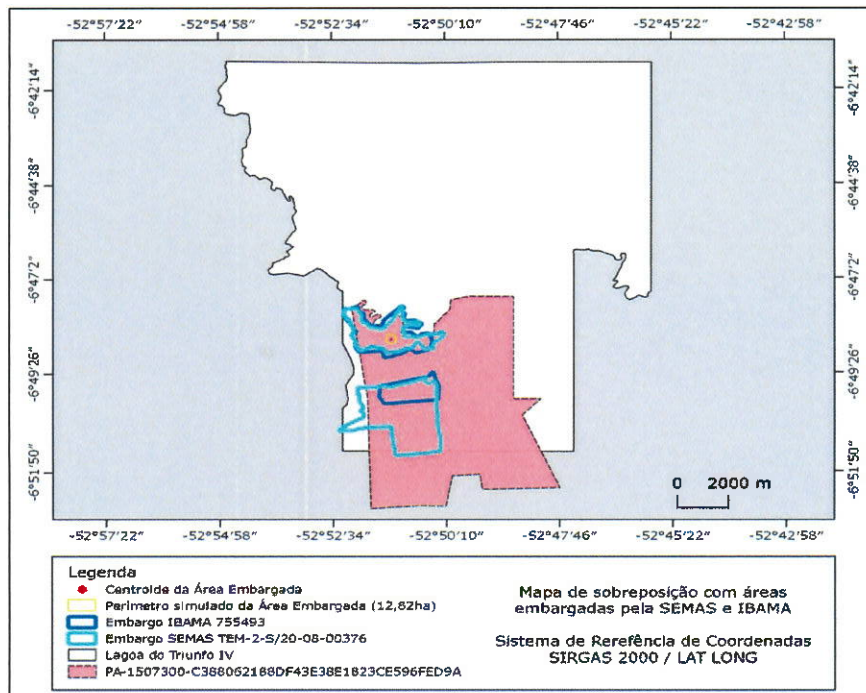 -52°57'22" -52°54'58" -52°52'34" -52°50'10" -52°47'46" -52°45'22" -52°42'58"
-6°42'14" -6°42'14"
-6°44'38" -6°44'38"
-6°47'2" -6°47'2"
-6°49'26" -6°49'26"
-6°51'50" -6°51'50"
0 2000 m
-52°57'22" -52°54'58" -52°52'34" -52°50'10" -52°47'46" -52°45'22" -52°42'58"
Legenda
Centroide da Área Embargada
Perimetro simulado da Área Embargada (12,82ha)
Embargo IBAMA 755493
Embargo SEMAS TEM-2-S/20-08-00376
Lagoa do Triunfo IV
PA-1507300-C388062188DF43E38E1823CE596FED9A
Mapa de sobreposição com áreas
embargadas pela SEMAS e IBAMA
Sistema de Rerefência de Coordenadas
SIRGAS 2000 / LAT LONG